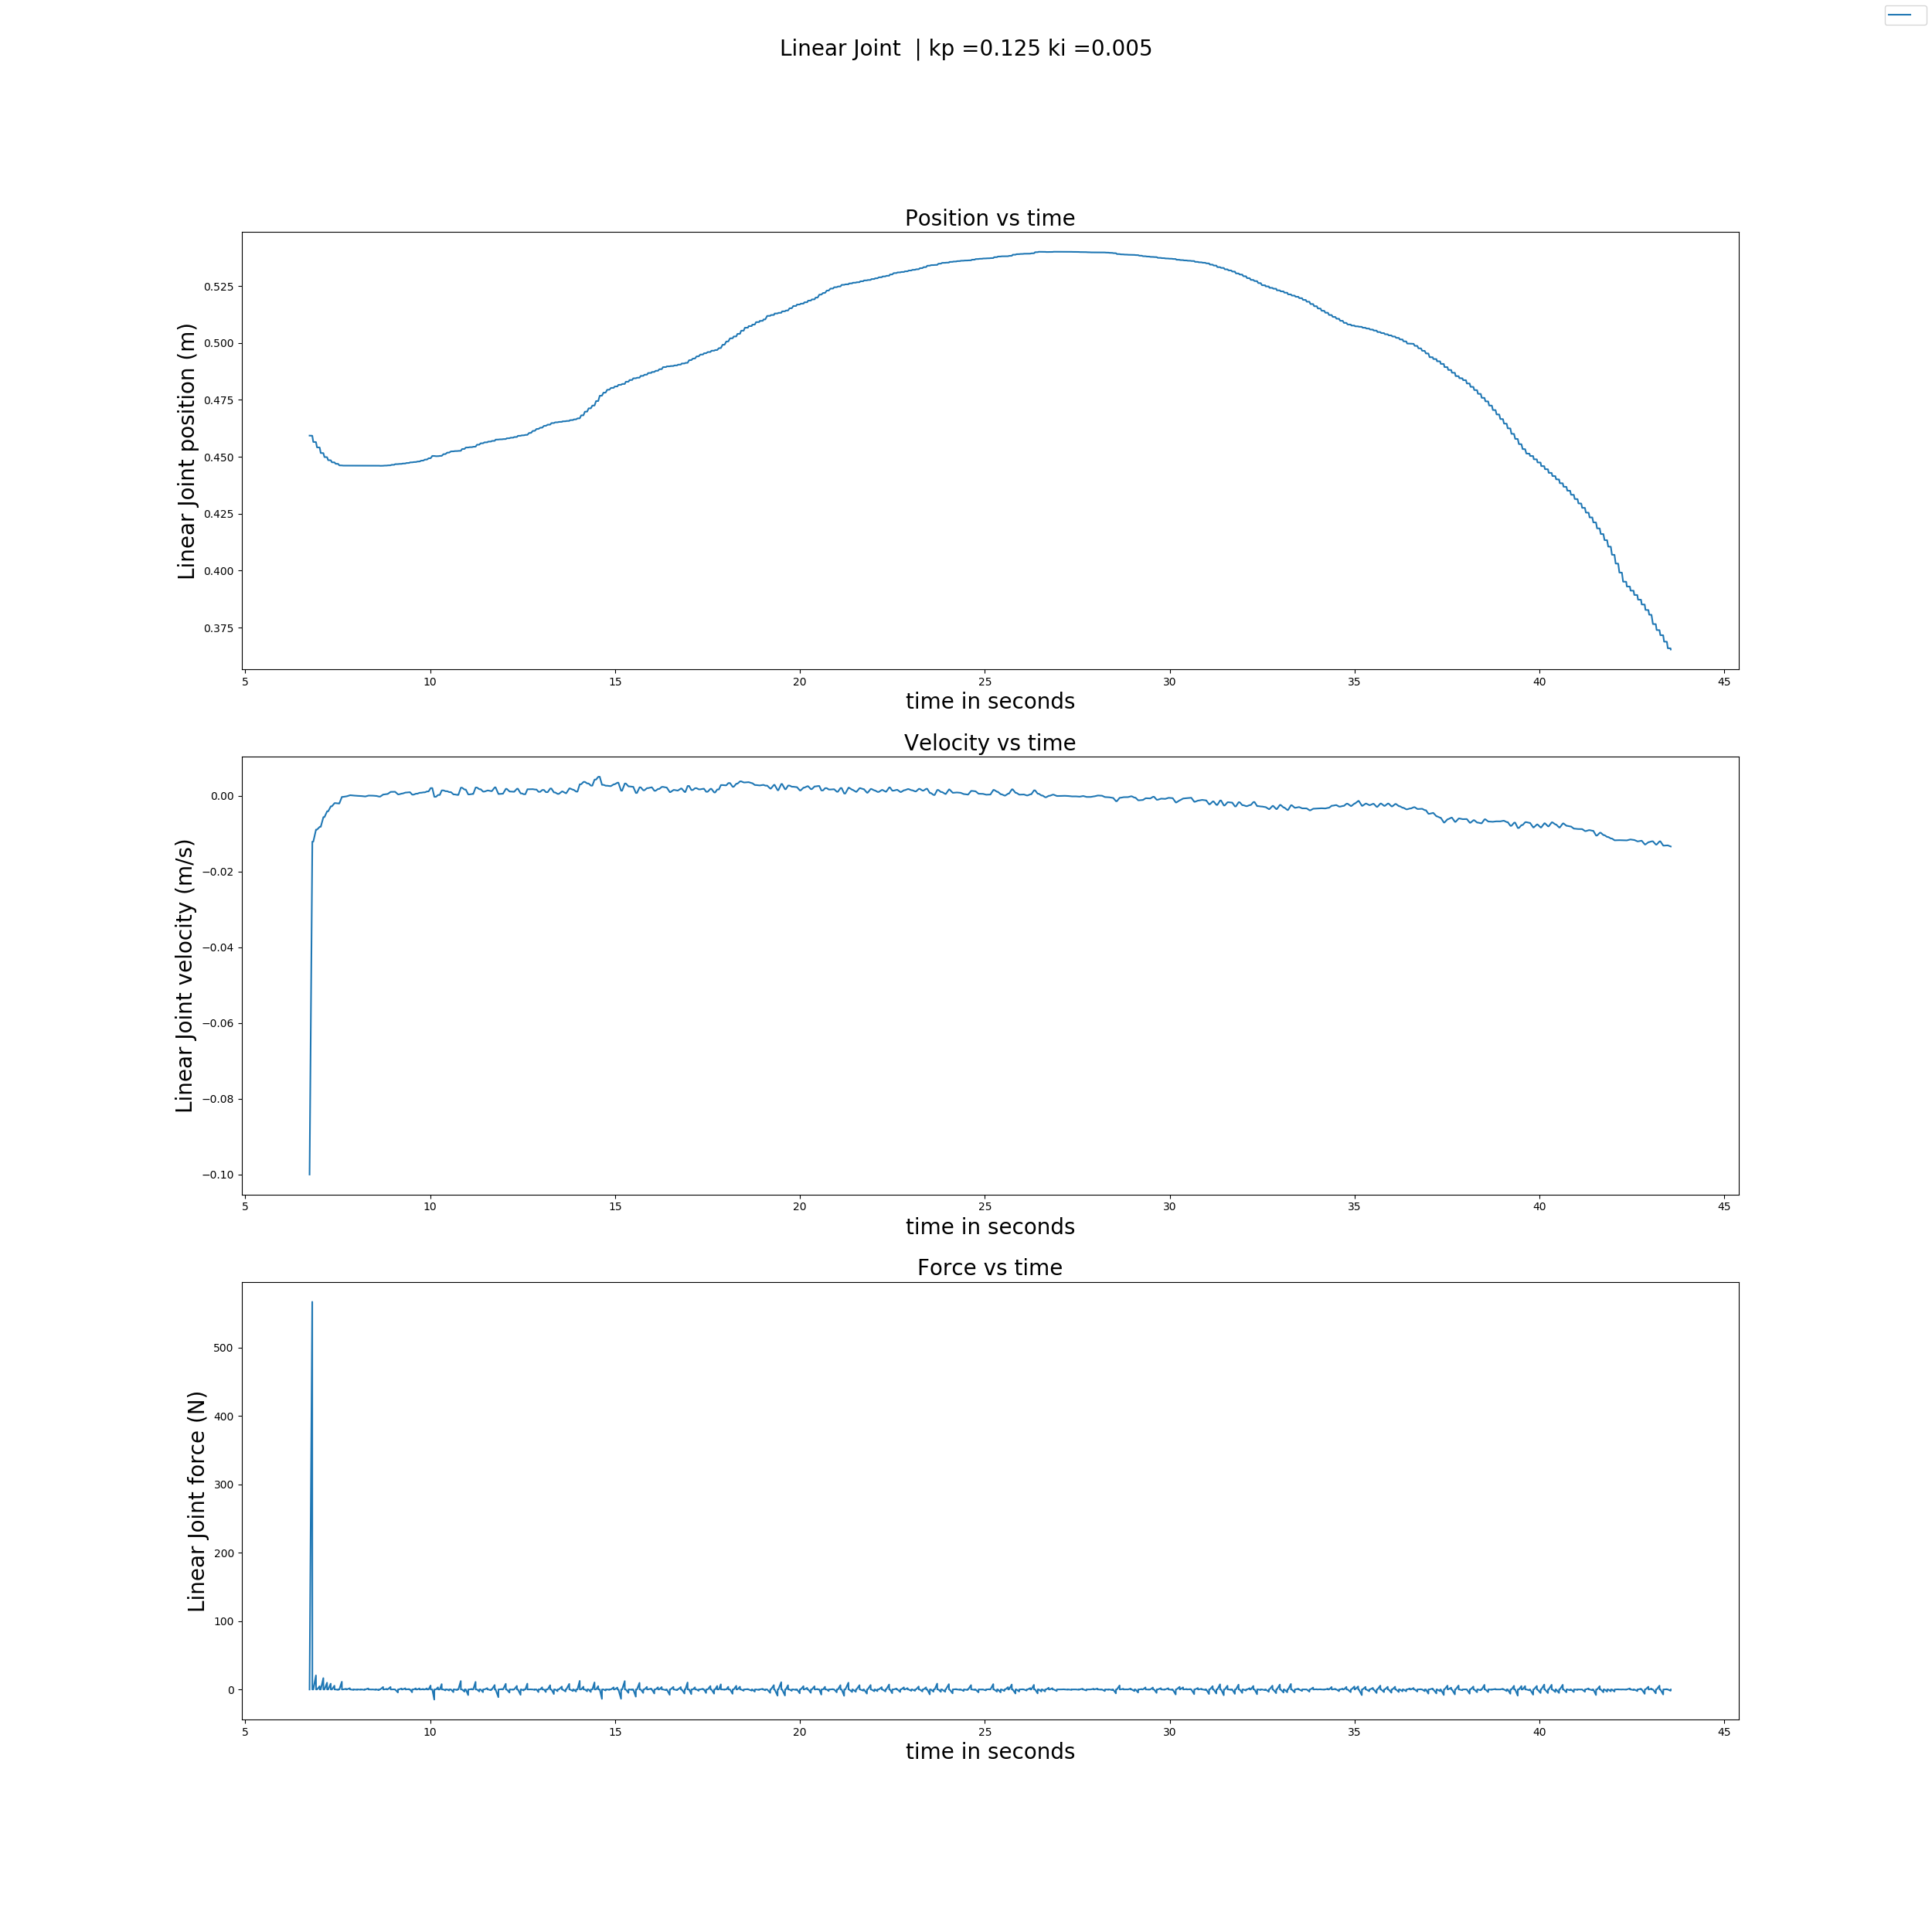 Linear Joint | kp =0.125 ki =0.005
Position vs time
Linear Joint position (m)
0.525
0.500
0.475
0.450
0.425
0.400
0.375
5 10 15 20 25 30 35 40 45
time in seconds
Velocity vs time
Linear Joint velocity (m/s)
0.00
−0.02
−0.04
−0.06
−0.08
−0.10
5 10 15 20 25 30 35 40 45
time in seconds
Force vs time
Linear Joint force (N)
500
400
300
200
100
0
5 10 15 20 25 30 35 40 45
time in seconds